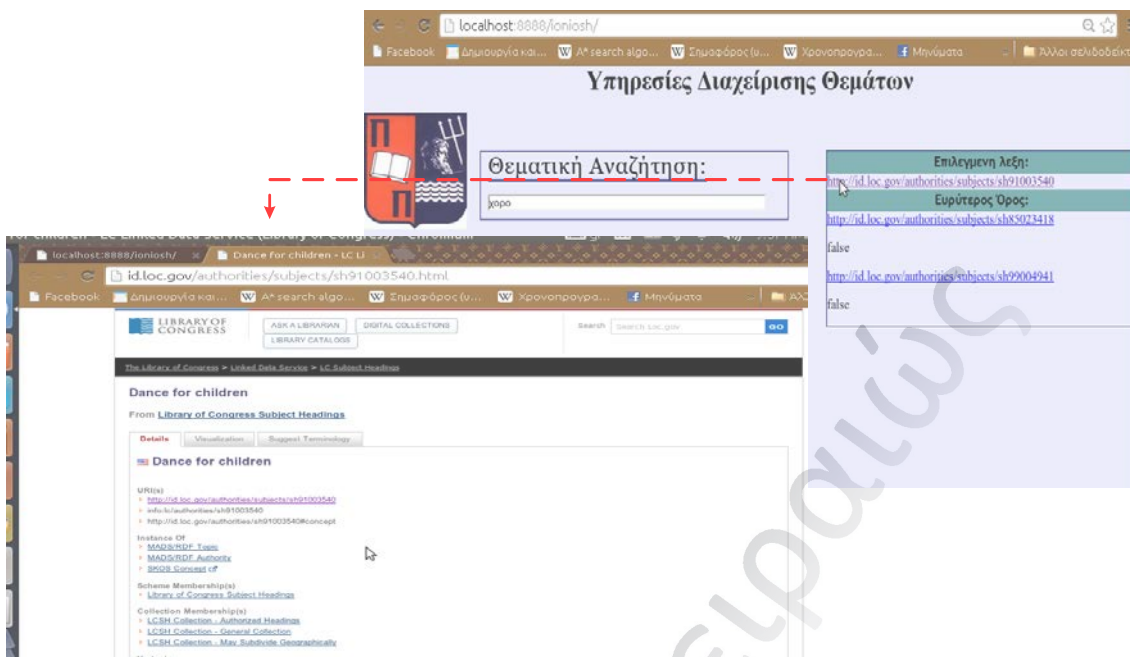 localhost:8888/ioniosh/
Facebook Δημιουργία και... A* search algo... Σημαφόρος (υ... Χρονοπρογρα... Μηνύματα Άλλοι σελιδοδείκτ
Υπηρεσίες Διαχείρισης Θεμάτων
Θεματική Αναζήτηση:
χορο
Επιλεγμενη λεξη:
http://id.loc.gov/authorities/subjects/sh91003540
Ευρύτερος Όρος:
http://id.loc.gov/authorities/subjects/sh85023418
false
http://id.loc.gov/authorities/subjects/sh99004941
false
localhost:8888/ioniosh/ Dance for children - LC Li
id.loc.gov/authorities/subjects/sh91003540.html
Facebook Δημιουργία και... A* search algo... Σημαφόρος (υ... Χρονοπρογρα... Μηνύματα
LIBRARY OF CONGRESS
ASK A LIBRARIAN DIGITAL COLLECTIONS
LIBRARY CATALOGS
Search Search Loc.gov GO
The Library of Congress > Linked Data Service > LC Subject Headings
Dance for children
From Library of Congress Subject Headings
Details Visualization Suggest Terminology
Dance for children
URI(s)
http://id.loc.gov/authorities/subjects/sh91003540
info:lc/authorities/sh91003540
http://id.loc.gov/authorities/sh91003540#concept
Instance Of
MADS/RDF Topic
MADS/RDF Authority
SKOS Concept
Scheme Membership(s)
Library of Congress Subject Headings
Collection Membership(s)
LCSH Collection - Authorized Headings
LCSH Collection - General Collection
LCSH Collection - May Subdivide Geographically
ειραιώς